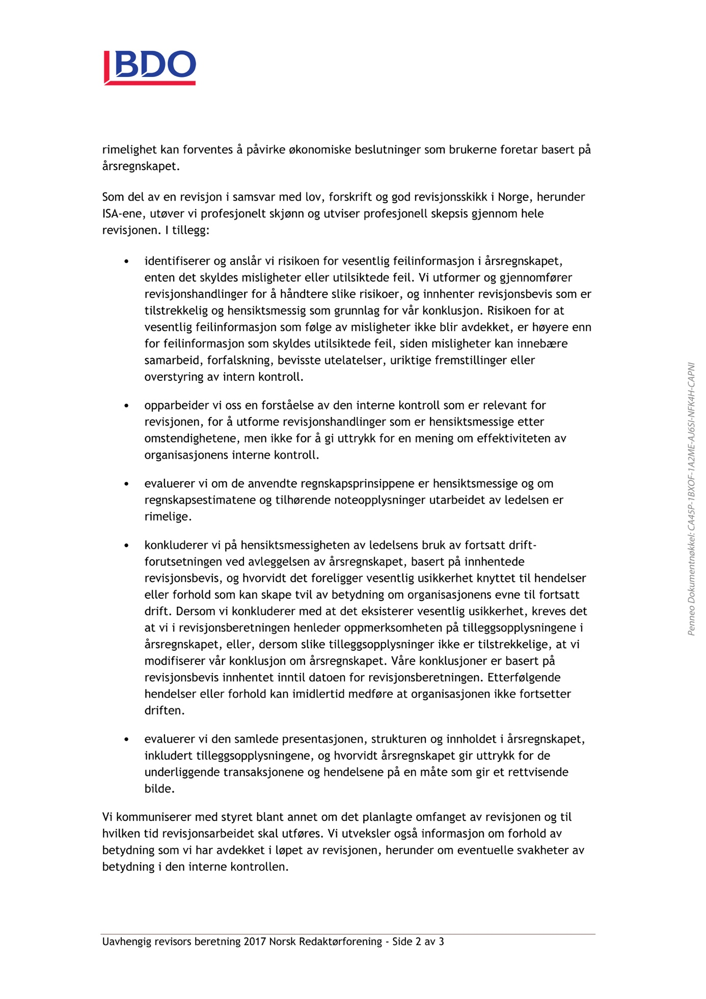 BDO
rimelighet kan forventes å påvirke økonomiske beslutninger som brukerne foretar basert på
årsregnskapet.
Som del av en revisjon i samsvar med lov, forskrift og god revisjonsskikk i Norge, herunder
ISA-ene, utøver vi profesjonelt skjønn og utviser profesjonell skepsis gjennom hele
revisjonen. I tillegg:
• identifiserer og anslår vi risikoen for vesentlig feilinformasjon i årsregnskapet,
enten det skyldes misligheter eller utilsiktede feil. Vi utformer og gjennomfører
revisjonshandlinger for å håndtere slike risikoer, og innhenter revisjonsbevis som er
tilstrekkelig og hensiktsmessig som grunnlag for vår konklusjon. Risikoen for at
vesentlig feilinformasjon som følge av misligheter ikke blir avdekket, er høyere enn
for feilinformasjon som skyldes utilsiktede feil, siden misligheter kan innebære
samarbeid, forfalskning, bevisste utelatelser, uriktige fremstillinger eller
overstyring av intern kontroll.
• opparbeider vi oss en forståelse av den interne kontroll som er relevant for
revisjonen, for å utforme revisjonshandlinger som er hensiktsmessige etter
omstendighetene, men ikke for å gi uttrykk for en mening om effektiviteten av
organisasjonens interne kontroll.
• evaluerer vi om de anvendte regnskapsprinsippene er hensiktsmessige og om
regnskapsestimatene og tilhørende noteopplysninger utarbeidet av ledelsen er
rimelige.
• konkluderer vi på hensiktsmessigheten av ledelsens bruk av fortsatt drift-
forutsetningen ved avleggelsen av årsregnskapet, basert på innhentede
revisjonsbevis, og hvorvidt det foreligger vesentlig usikkerhet knyttet til hendelser
eller forhold som kan skape tvil av betydning om organisasjonens evne til fortsatt
drift. Dersom vi konkluderer med at det eksisterer vesentlig usikkerhet, kreves det
at vi i revisjonsberetningen henleder oppmerksomheten på tilleggsopplysningene i
årsregnskapet, eller, dersom slike tilleggsopplysninger ikke er tilstrekkelige, at vi
modifiserer vår konklusjon om årsregnskapet. Våre konklusjoner er basert på
revisjonsbevis innhentet inntil datoen for revisjonsberetningen. Etterfølgende
hendelser eller forhold kan imidlertid medføre at organisasjonen ikke fortsetter
driften.
• evaluerer vi den samlede presentasjonen, strukturen og innholdet i årsregnskapet,
inkludert tilleggsopplysningene, og hvorvidt årsregnskapet gir uttrykk for de
underliggende transaksjonene og hendelsene på en måte som gir et rettvisende
bilde.
Vi kommuniserer med styret blant annet om det planlagte omfanget av revisjonen og til
hvilken tid revisjonsarbeidet skal utføres. Vi utveksler også informasjon om forhold av
betydning som vi har avdekket i løpet av revisjonen, herunder om eventuelle svakheter av
betydning i den interne kontrollen.
Uavhengig revisors beretning 2017 Norsk Redaktørforening - Side 2 av 3
Penneo Dokumentnøkkel: CA45P-1BXOF-1A2ME-AJ6SI-NFK4H-CAPNI